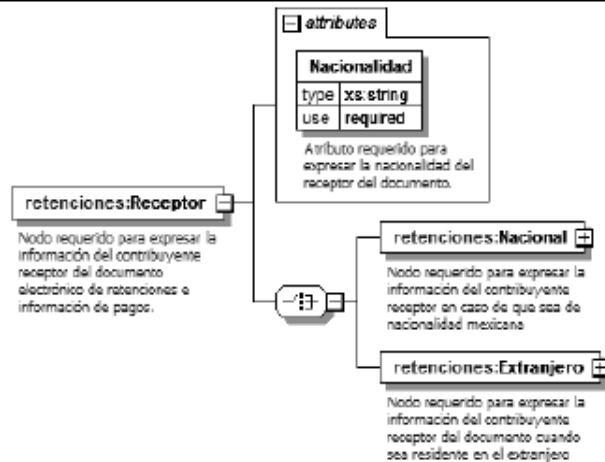 attributes
Nacionalidad
type xs:string
use required
Atributo requerido para
expresar la nacionalidad del
receptor del documento.
retenciones:Receptor
Nodo requerido para expresar la
información del contribuyente
receptor del documento
electrónico de retenciones e
información de pagos.
retenciones:Nacional
Nodo requerido para expresar la
información del contribuyente
receptor en caso de que sea de
nacionalidad mexicana
retenciones:Extranjero
Nodo requerido para expresar la
información del contribuyente
receptor del documento cuando
sea residente en el extranjero